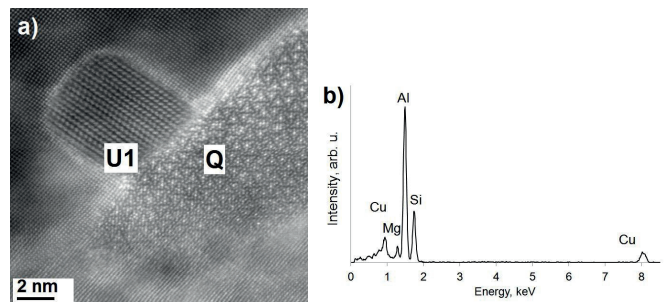 a)
U1
Q
2 nm
b)
Intensity, arb. u.
Al
Si
Cu
Mg
Cu
0 1 2 3 4 5 6 7 8
Energy, keV